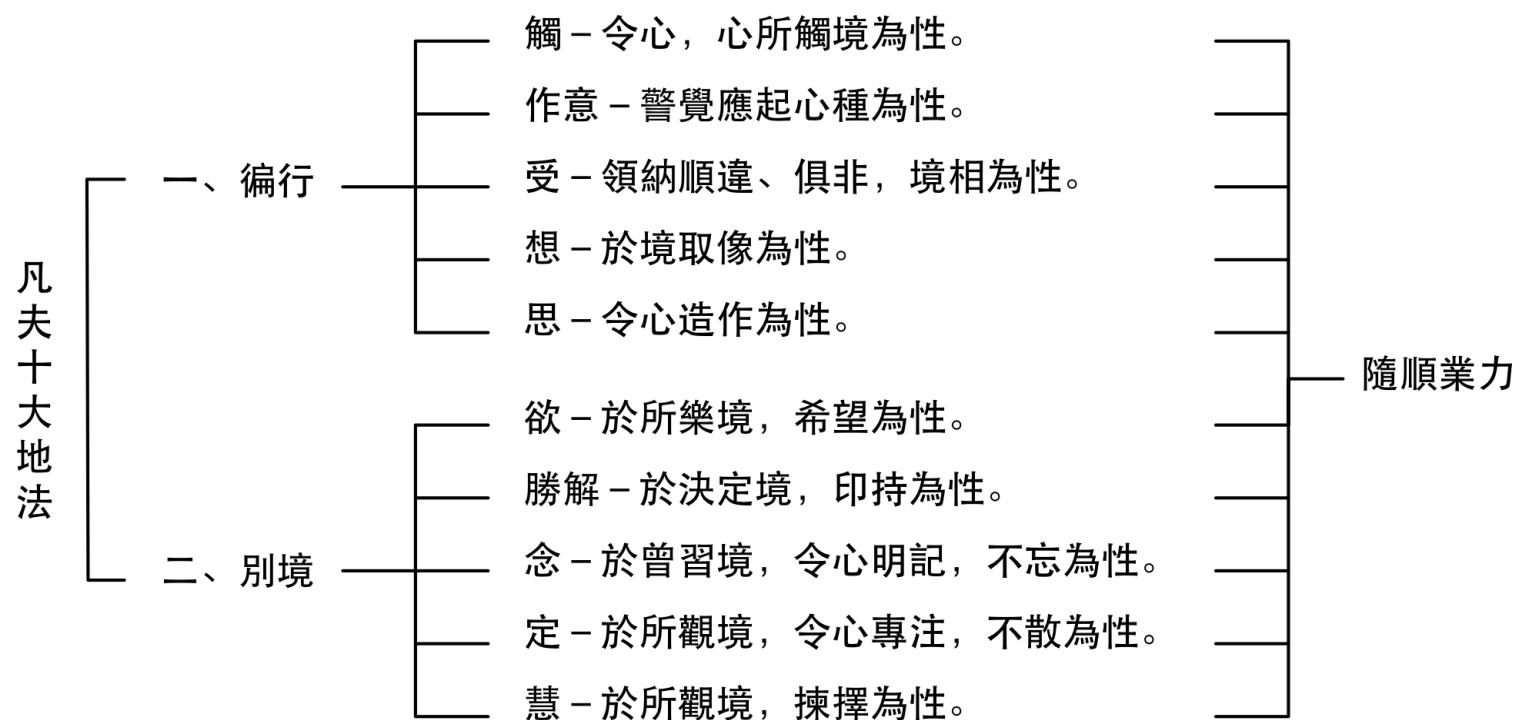 凡夫十大地法
一、徧行
觸－令心，心所觸境為性。
作意－警覺應起心種為性。
受－領納順違、俱非，境相為性。
想－於境取像為性。
思－令心造作為性。
二、別境
欲－於所樂境，希望為性。
勝解－於決定境，印持為性。
念－於曾習境，令心明記，不忘為性。
定－於所觀境，令心專注，不散為性。
慧－於所觀境，揀擇為性。
隨順業力